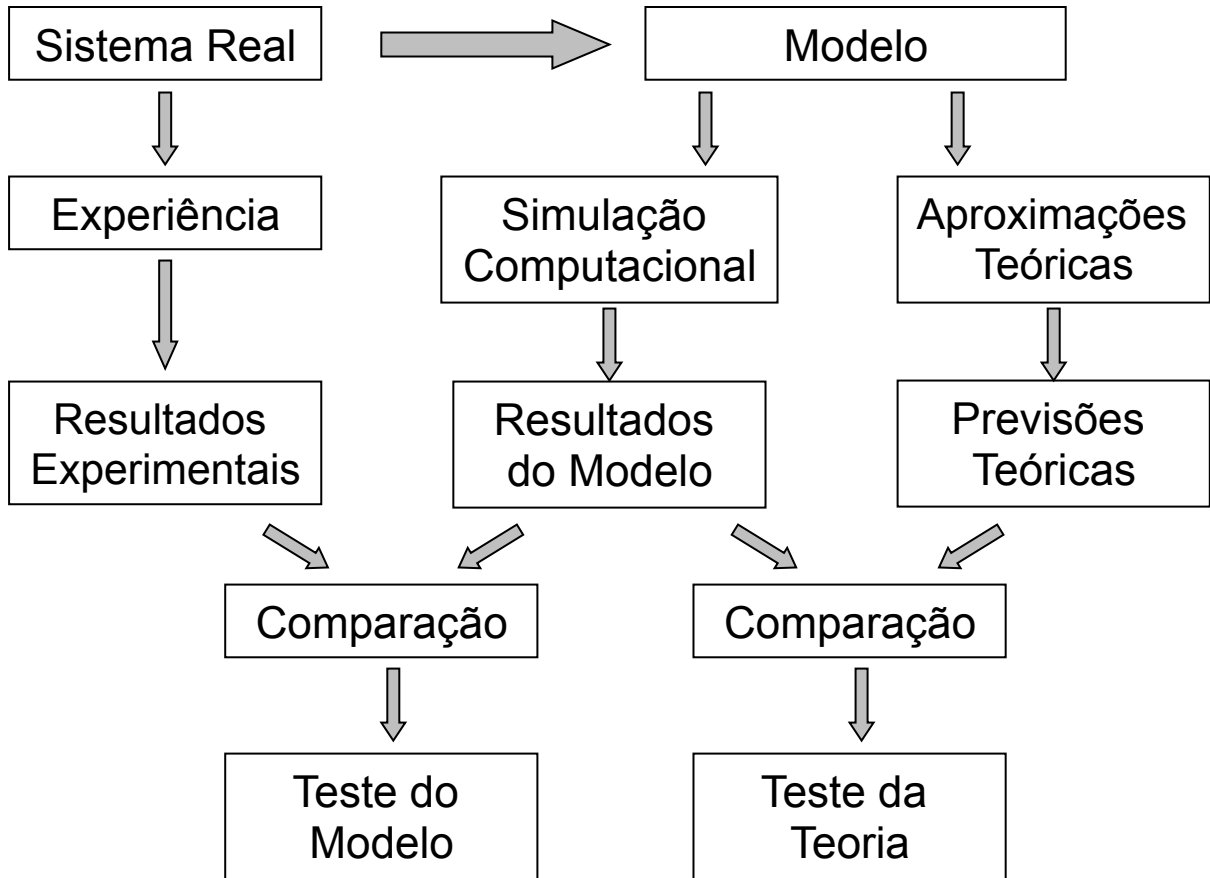 Sistema Real
Modelo
Experiência
Simulação
Computacional
Aproximações
Teóricas
Resultados
Experimentais
Resultados
do Modelo
Previsões
Teóricas
Comparação
Comparação
Teste do
Modelo
Teste da
Teoria